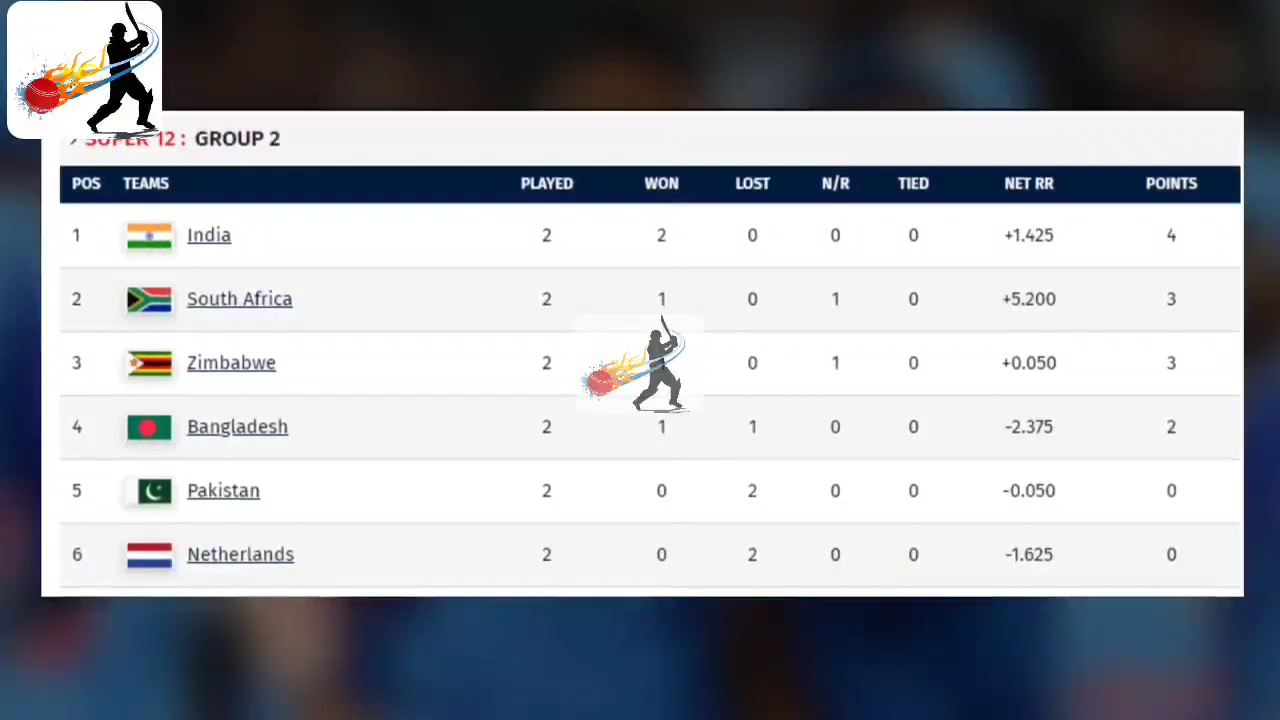 SUPER 12 : GROUP 2
POS TEAMS PLAYED WON LOST N/R TIED NET RR POINTS
1 India 2 2 0 0 0 +1.425 4
2 South Africa 2 1 0 1 0 +5.200 3
3 Zimbabwe 2 0 1 0 +0.050 3
4 Bangladesh 2 1 1 0 0 -2.375 2
5 Pakistan 2 0 2 0 0 -0.050 0
6 Netherlands 2 0 2 0 0 -1.625 0